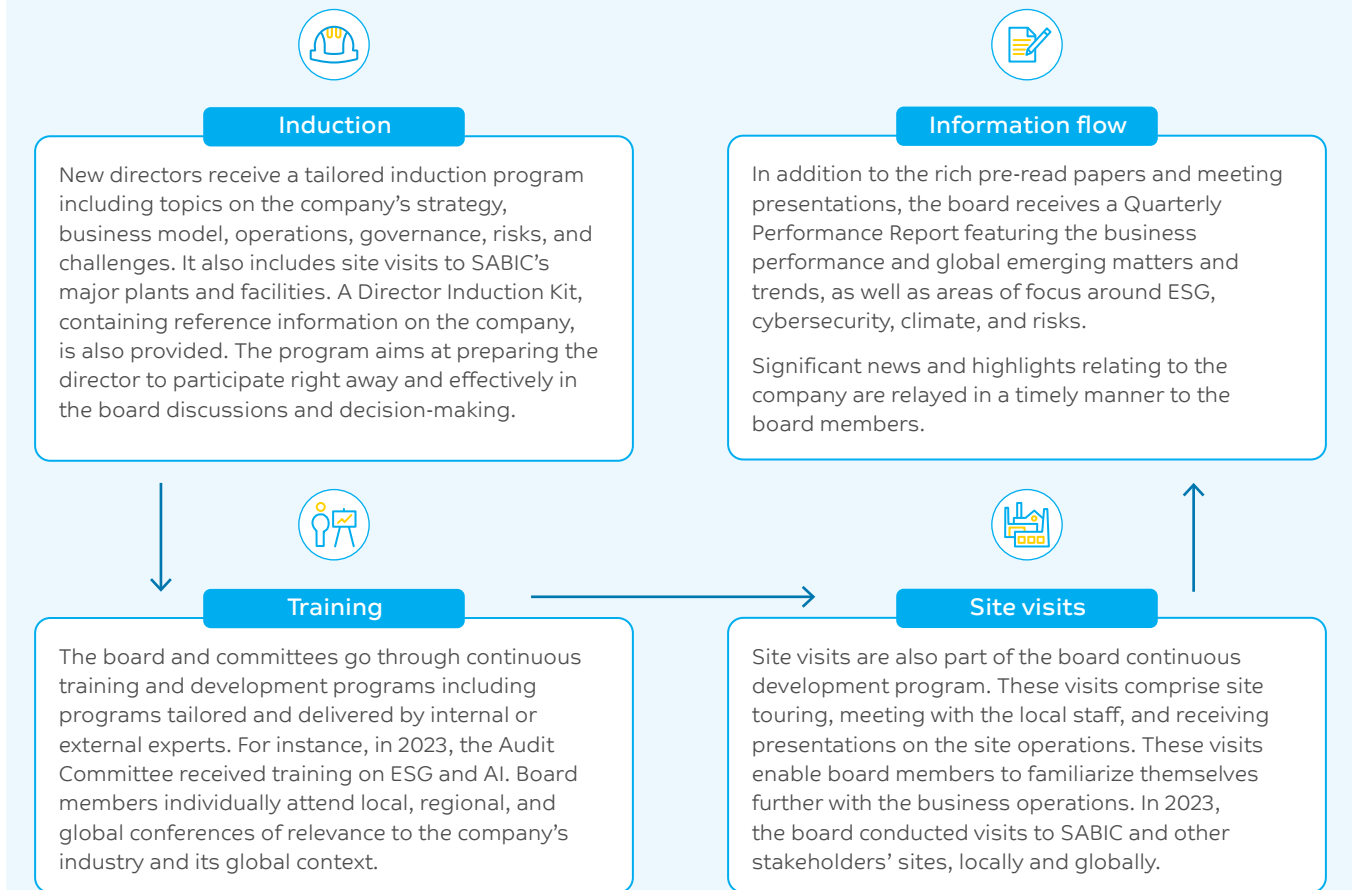 Induction
New directors receive a tailored induction program
including topics on the company's strategy,
business model, operations, governance, risks, and
challenges. It also includes site visits to SABIC's
major plants and facilities. A Director Induction Kit,
containing reference information on the company,
is also provided. The program aims at preparing the
director to participate right away and effectively in
the board discussions and decision-making.
Training
The board and committees go through continuous
training and development programs including
programs tailored and delivered by internal or
external experts. For instance, in 2023, the Audit
Committee received training on ESG and AI. Board
members individually attend local, regional, and
global conferences of relevance to the company's
industry and its global context.
Site visits
Site visits are also part of the board continuous
development program. These visits comprise site
touring, meeting with the local staff, and receiving
presentations on the site operations. These visits
enable board members to familiarize themselves
further with the business operations. In 2023,
the board conducted visits to SABIC and other
stakeholders' sites, locally and globally.
Information flow
In addition to the rich pre-read papers and meeting
presentations, the board receives a Quarterly
Performance Report featuring the business
performance and global emerging matters and
trends, as well as areas of focus around ESG,
cybersecurity, climate, and risks.
Significant news and highlights relating to the
company are relayed in a timely manner to the
board members.